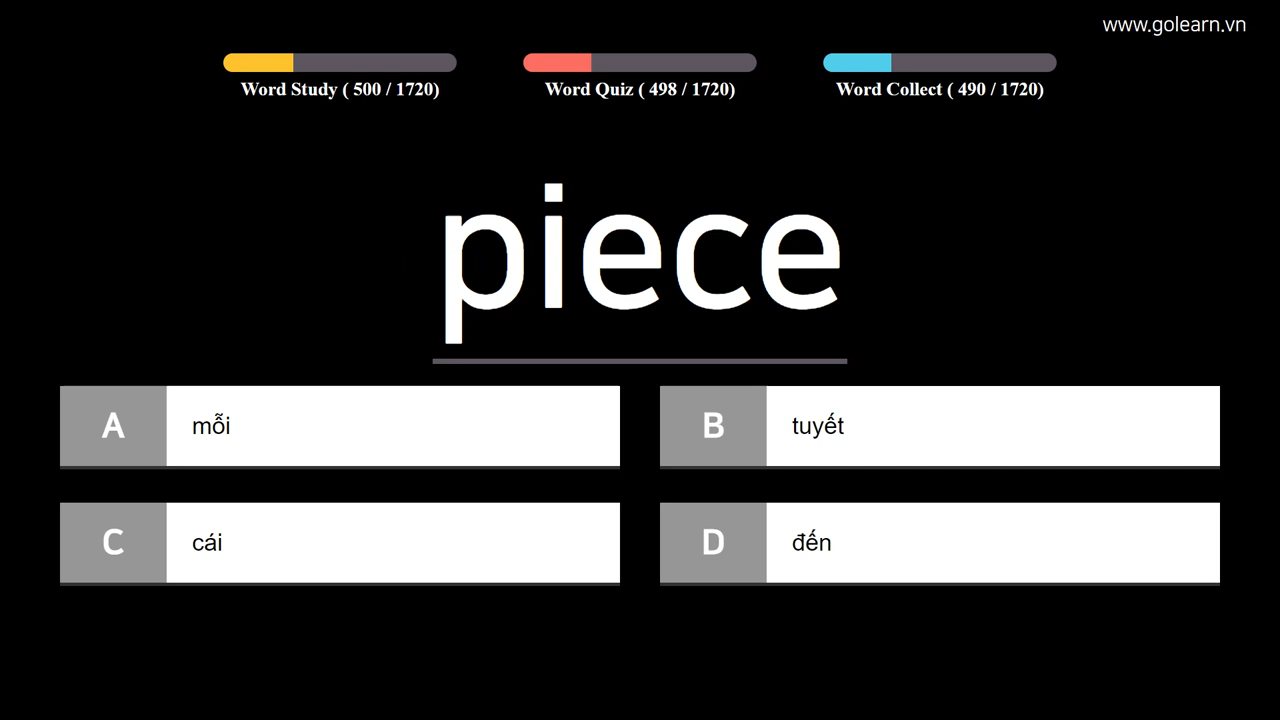 www.golearn.vn
Word Study ( 500 / 1720)
Word Quiz ( 498 / 1720)
Word Collect ( 490 / 1720)
piece
A mỗi
B tuyết
C cái
D đến